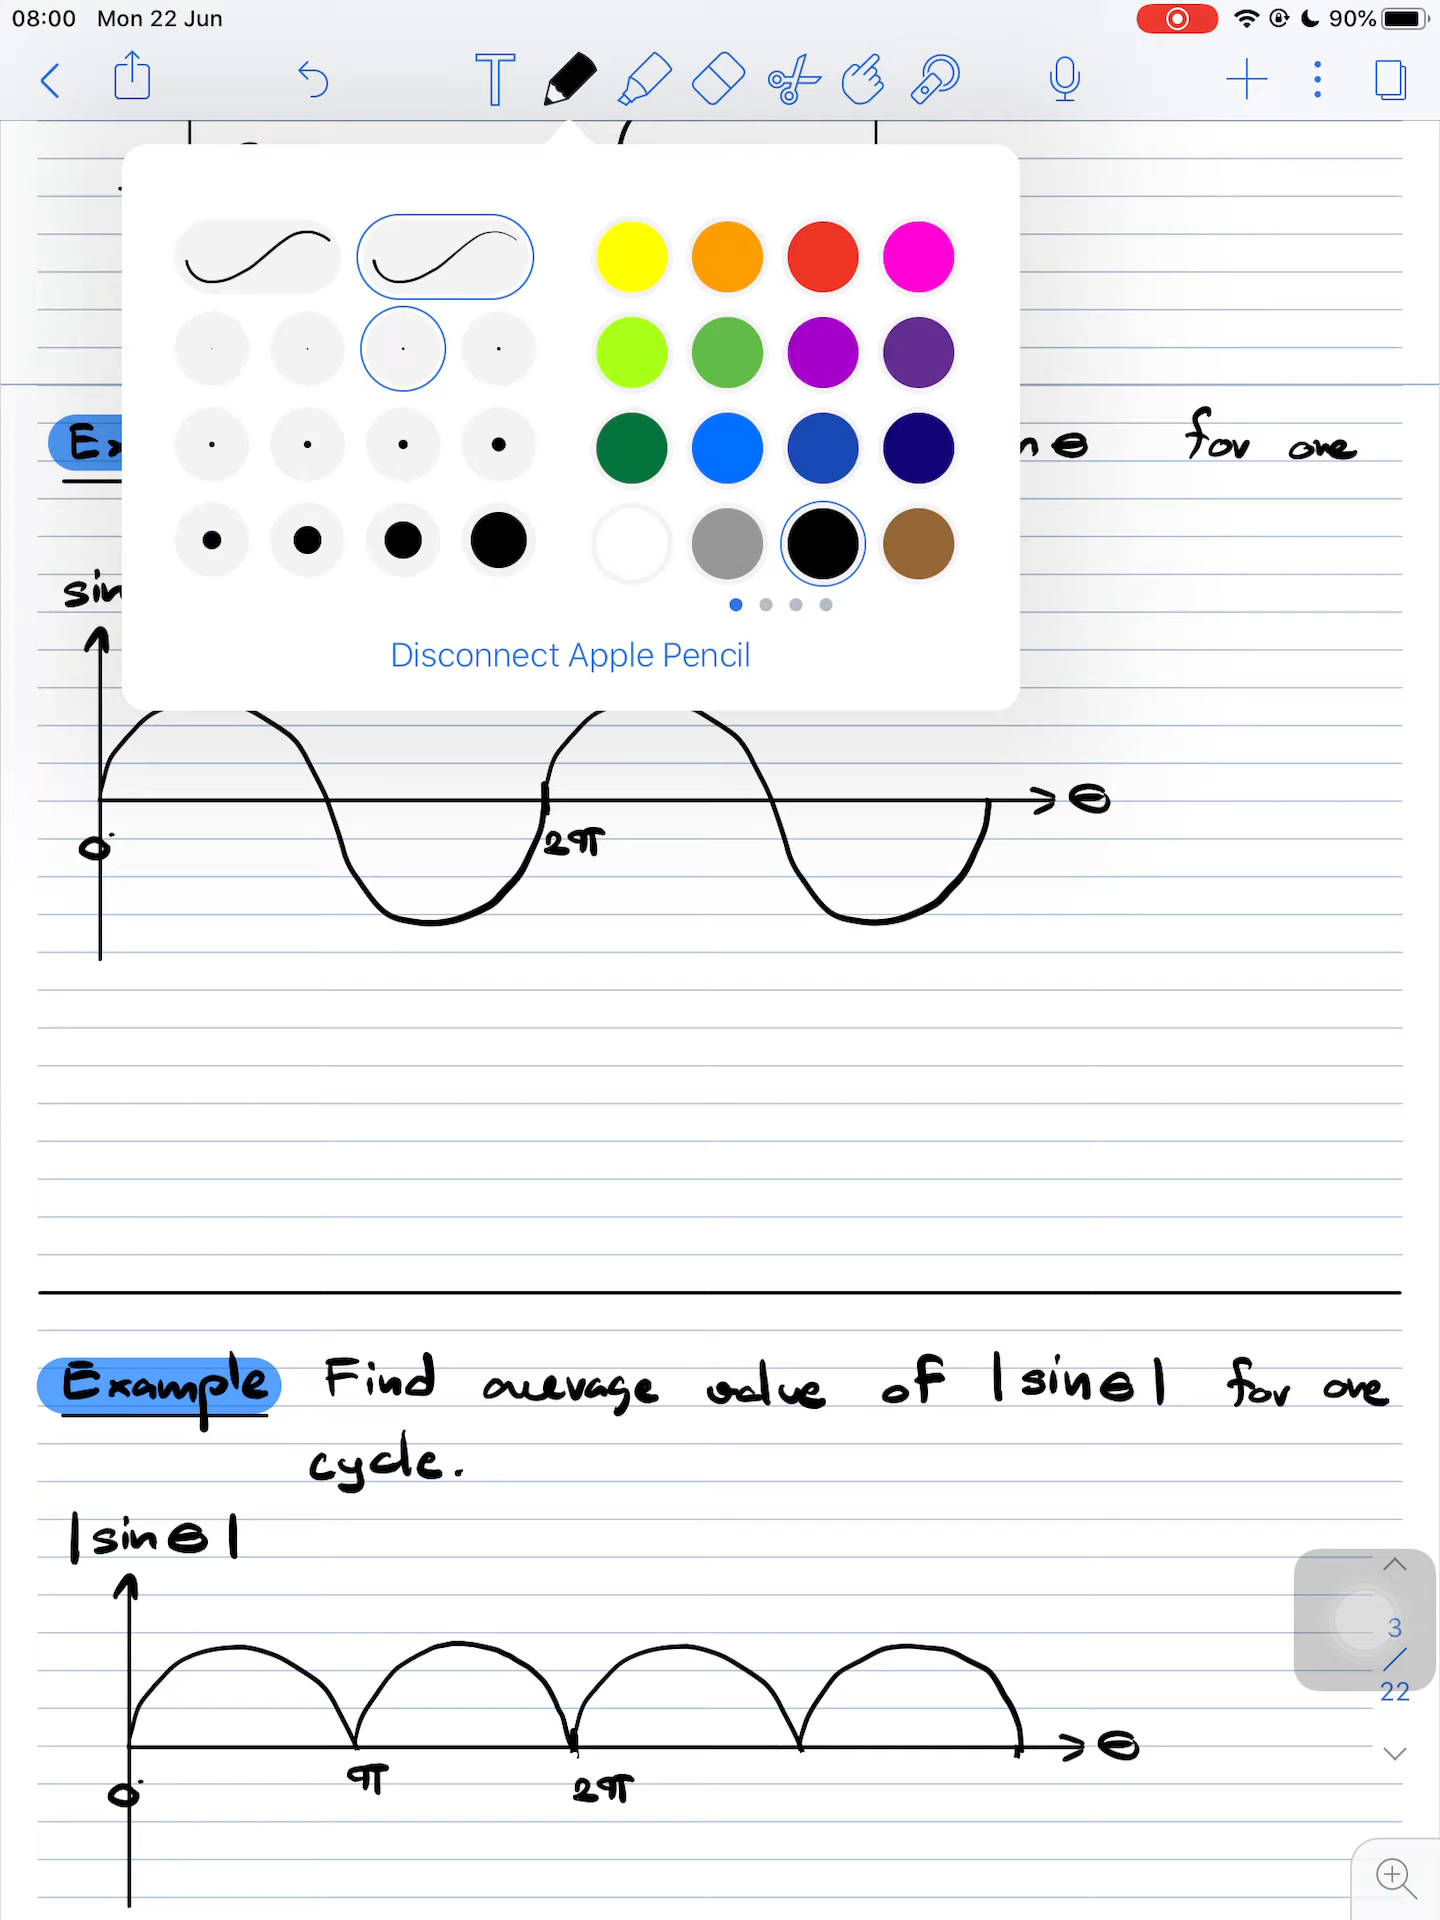 08:00 Mon 22 Jun 90%
for one
sin
Disconnect Apple Pencil
θ
0 2π
Example Find average value of |sinθ| for one
cycle.
|sinθ|
3
22
θ
0 π 2π